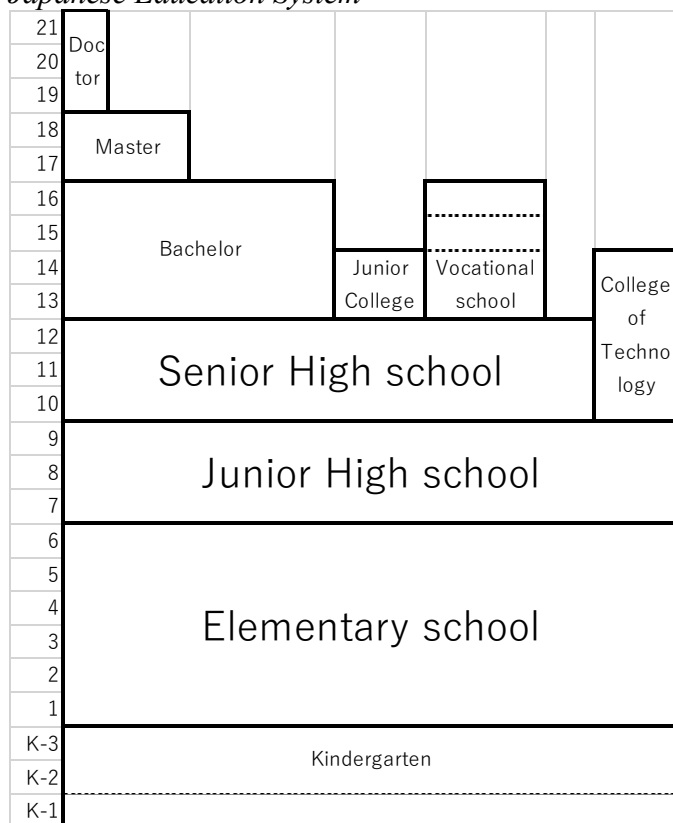 Japanese Education System
21
20
19
18
17
16
15
14
13
12
11
10
9
8
7
6
5
4
3
2
1
K-3
K-2
K-1
Doc
tor
Master
Bachelor
Junior
College
Vocational
school
College
of
Techno
logy
Senior High school
Junior High school
Elementary school
Kindergarten